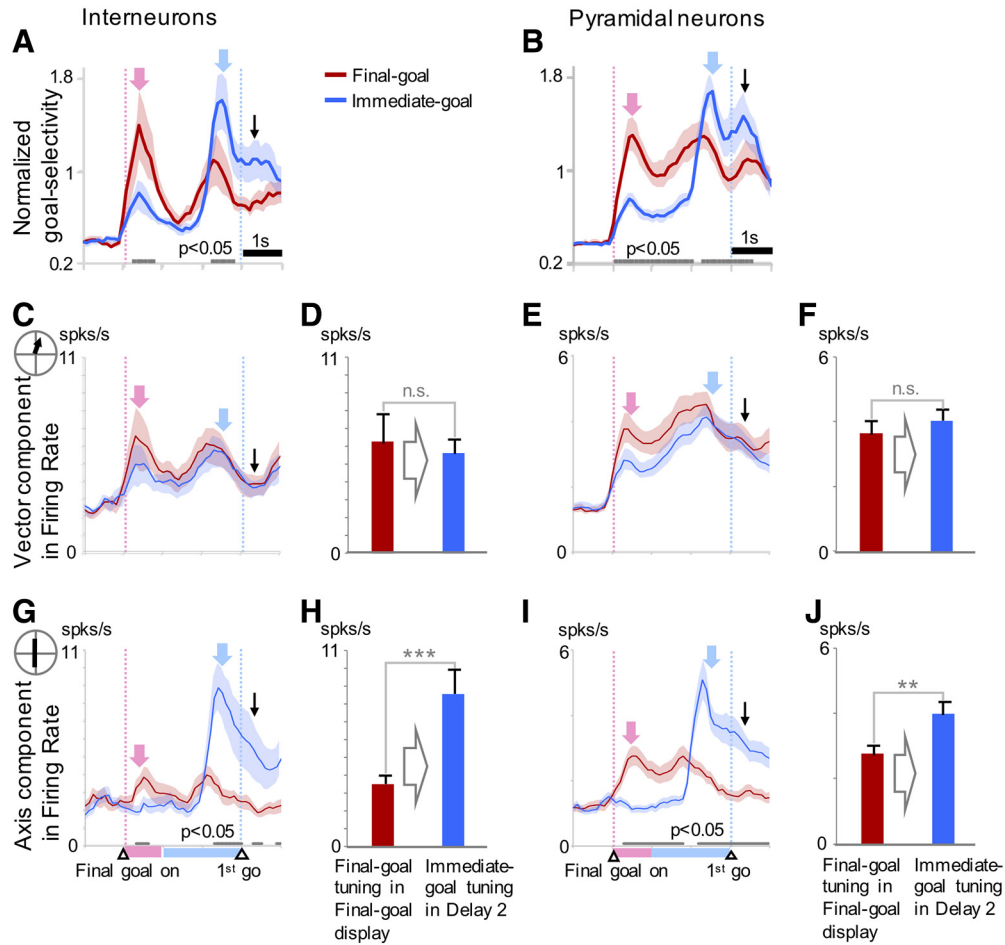 Interneurons
Pyramidal neurons
A
B
Normalized
goal-selectivity
1.8
1
0.2
Final-goal
Immediate-goal
p<0.05
1s
1.8
1
0.2
p<0.05
1s
C
D
E
F
Vector component
in Firing Rate
spks/s
11
0
spks/s
11
n.s.
0
spks/s
6
0
spks/s
6
n.s.
0
G
H
I
J
Axis component
in Firing Rate
spks/s
11
p<0.05
0
Final goal on
1st go
spks/s
11
***
0
Final-goal
tuning in
Final-goal
display
Immediate-
goal tuning
in Delay 2
spks/s
6
p<0.05
0
Final goal on
1st go
spks/s
6
**
0
Final-goal
tuning in
Final-goal
display
Immediate-
goal tuning
in Delay 2